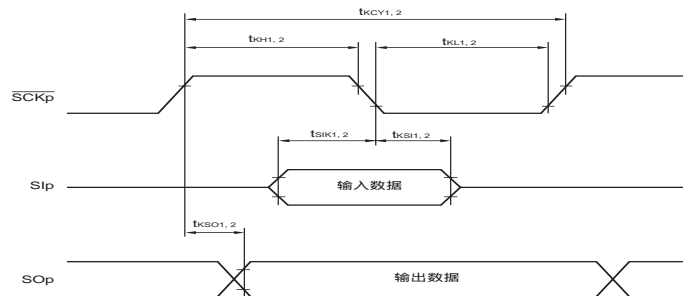 tKCY1, 2
tKH1, 2
tKL1, 2
SCKp
tSIK1, 2
tKSI1, 2
SIp
输入数据
tKSO1, 2
SOp
输出数据